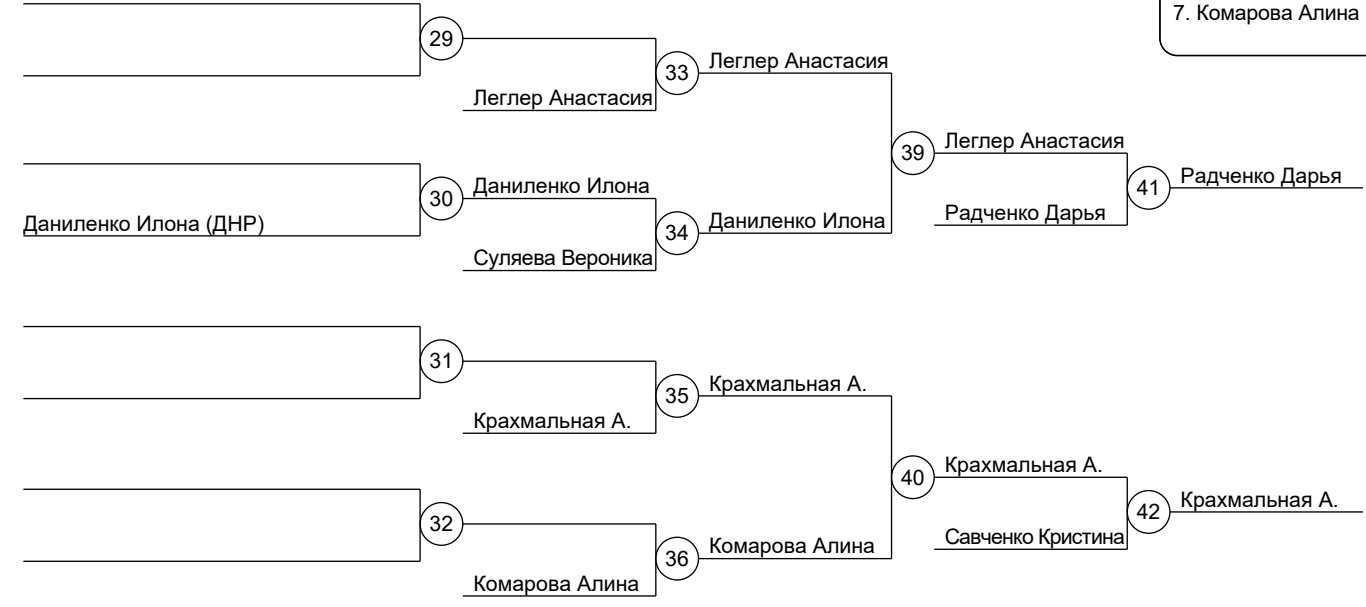 7. Комарова Алина
29
Леглер Анастасия
33
Леглер Анастасия
Леглер Анастасия
39
Радченко Дарья
41
Даниленко Илона
30
Радченко Дарья
Даниленко Илона (ДНР)
Даниленко Илона
34
Суляева Вероника
31
Крахмальная А.
35
Крахмальная А.
Крахмальная А.
40
Крахмальная А.
42
32
Савченко Кристина
Комарова Алина
36
Комарова Алина